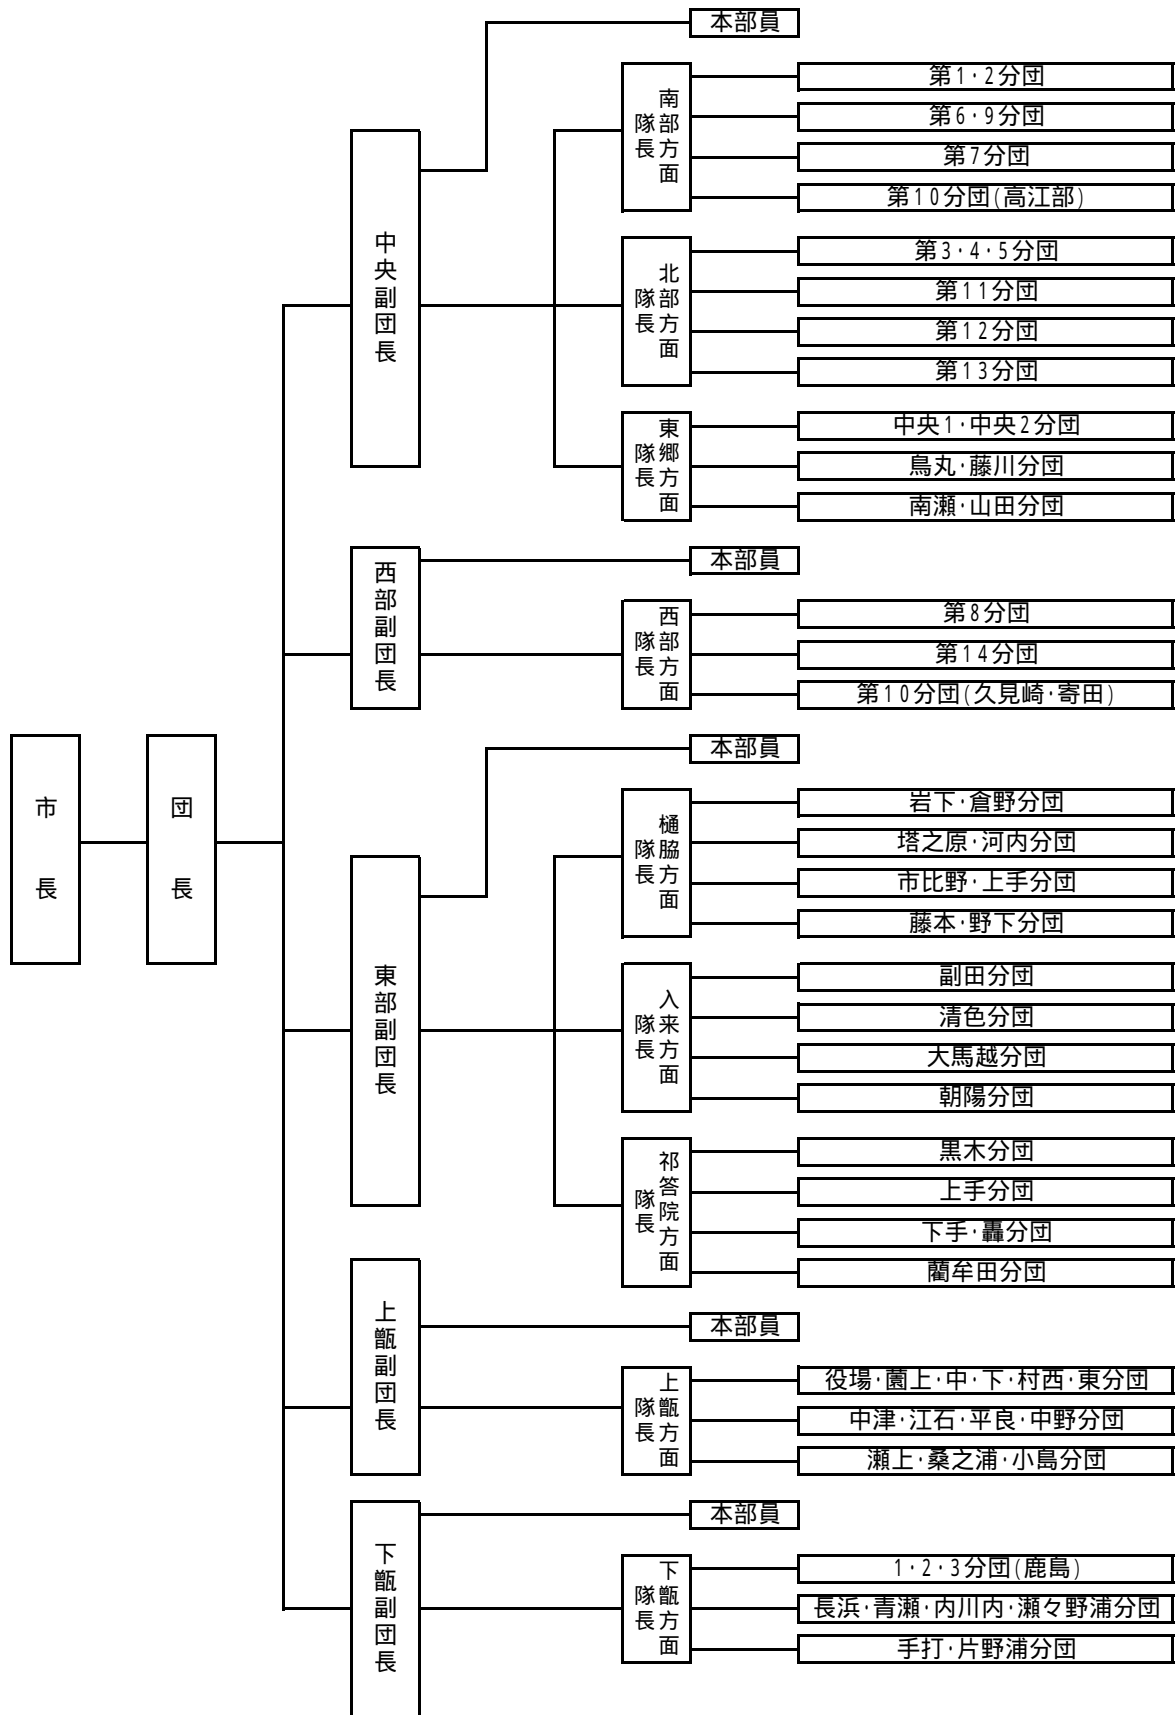 市長
団長
中央副団長
本部員
南部方面隊長
第1・2分団
第6・9分団
第7分団
第10分団(高江部)
北部方面隊長
第3・4・5分団
第11分団
第12分団
第13分団
東郷方面隊長
中央1・中央2分団
鳥丸・藤川分団
南瀬・山田分団
西部副団長
本部員
西部方面隊長
第8分団
第14分団
第10分団(久見崎・寄田)
東部副団長
本部員
樋脇方面隊長
岩下・倉野分団
塔之原・河内分団
市比野・上手分団
藤本・野下分団
入来方面隊長
副田分団
清色分団
大馬越分団
朝陽分団
祁答院方面隊長
黒木分団
上手分団
下手・轟分団
藺牟田分団
上甑副団長
本部員
上甑方面隊長
役場・薗上・中・下・村西・東分団
中津・江石・平良・中野分団
瀬上・桑之浦・小島分団
下甑副団長
本部員
下甑方面隊長
1・2・3分団(鹿島)
長浜・青瀬・内川内・瀬々野浦分団
手打・片野浦分団